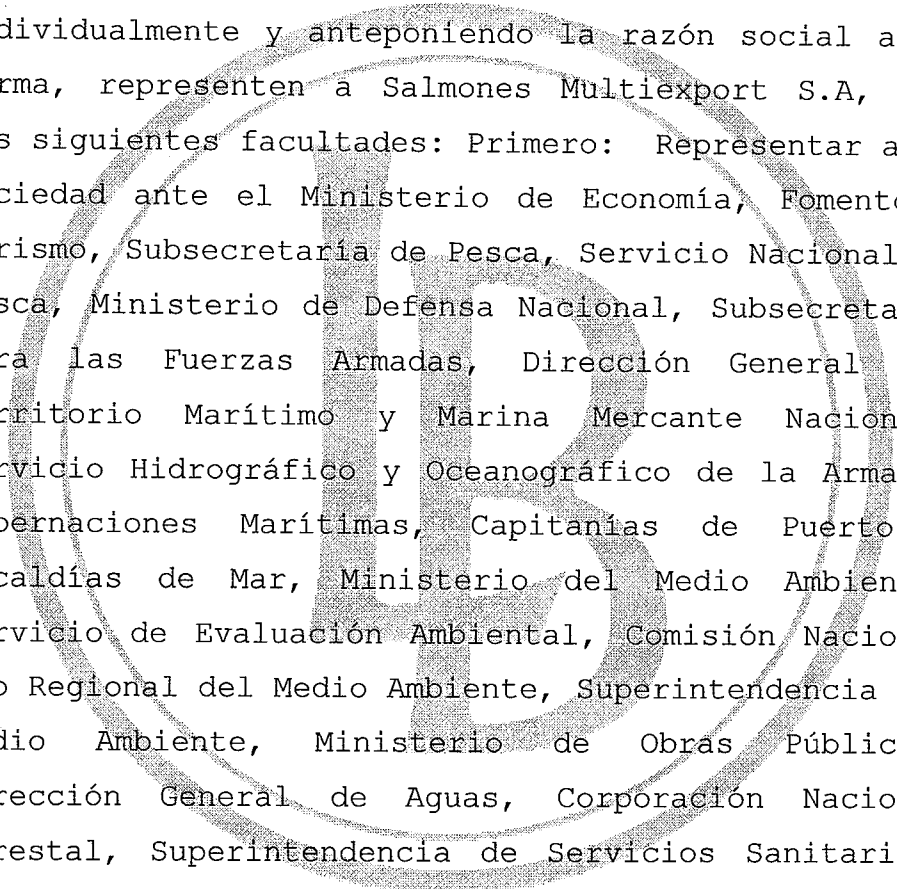 dividualmente y anteponiendo la razón social a
rma, representen a Salmones Multiexport S.A,
s siguientes facultades: Primero: Representar a
ciedad ante el Ministerio de Economía, Fomento
rismo, Subsecretaría de Pesca, Servicio Nacional
sca, Ministerio de Defensa Nacional, Subsecreta
ra las Fuerzas Armadas, Dirección General
rritorio Marítimo y Marina Mercante Nacion
rvicio Hidrográfico y Oceanográfico de la Arma
bernaciones Marítimas, Capitanías de Puerto
caldías de Mar, Ministerio del Medio Ambien
rvicio de Evaluación Ambiental, Comisión Nacio
o Regional del Medio Ambiente, Superintendencia
dio Ambiente, Ministerio de Obras Públic
rección General de Aguas, Corporación Nacio
restal, Superintendencia de Servicios Sanitari